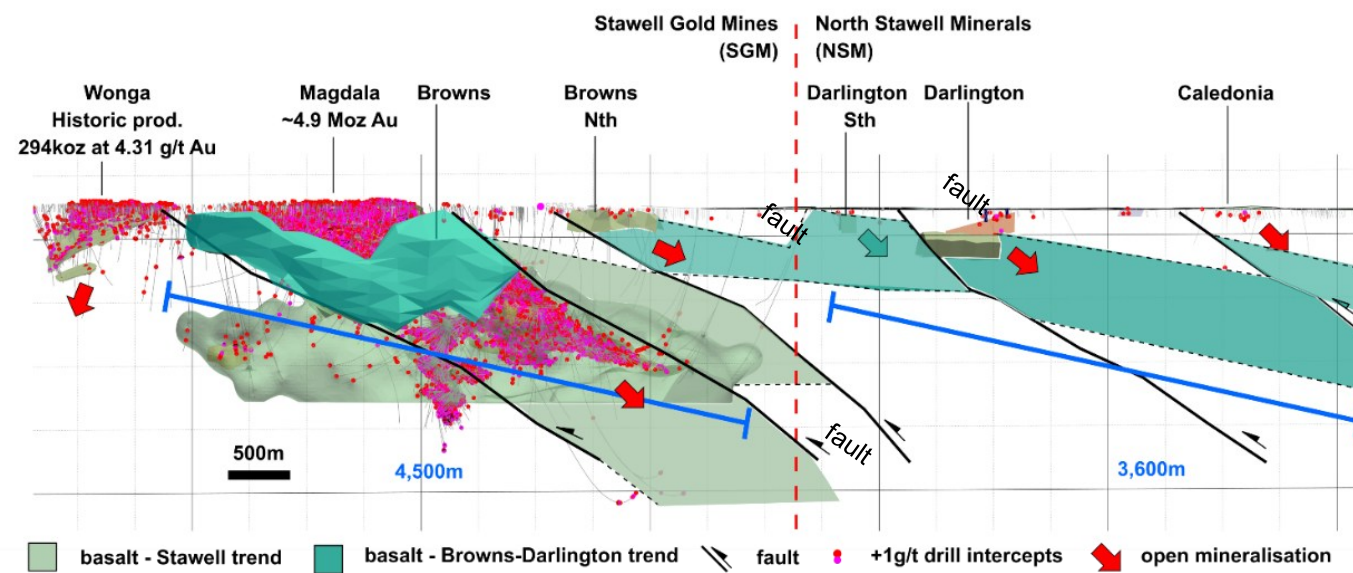 Stawell Gold Mines
(SGM)
North Stawell Minerals
(NSM)
Wonga
Historic prod.
294koz at 4.31 g/t Au
Magdala
~4.9 Moz Au
Browns
Browns
Nth
Darlington
Sth
Darlington
Caledonia
fault
fault
fault
500m
4,500m
3,600m
basalt - Stawell trend
basalt - Browns-Darlington trend
fault
+1g/t drill intercepts
open mineralisation